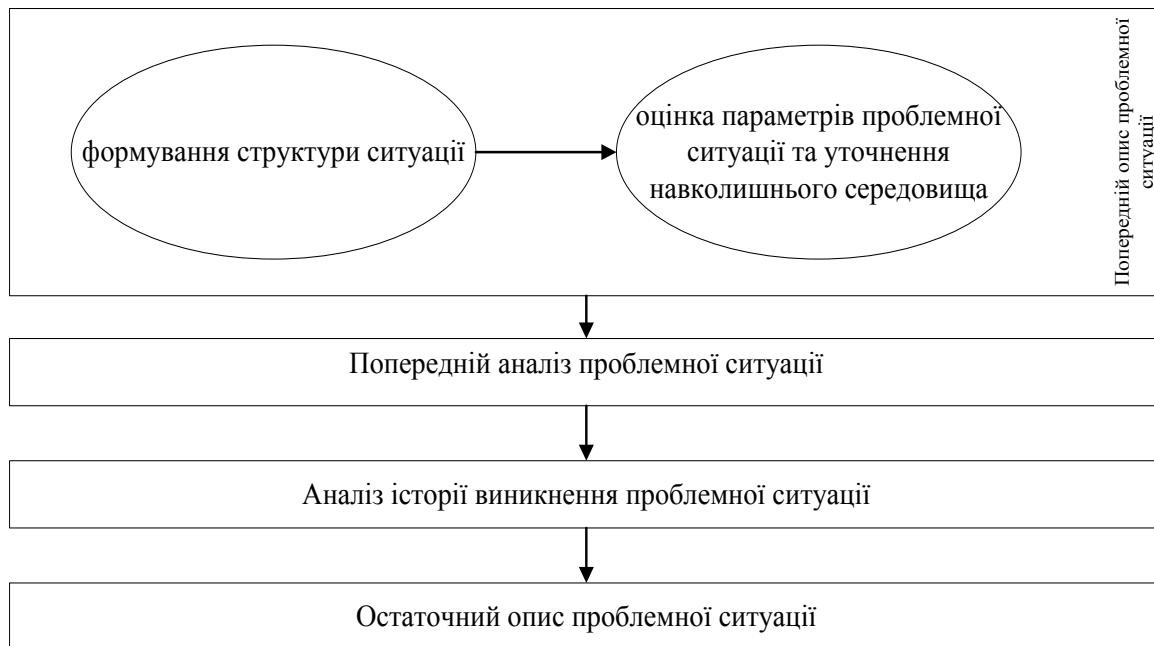 формування структури ситуації
оцінка параметрів проблемної
ситуації та уточнення
навколишнього середовища
Попередній опис проблемної
ситуації
Попередній аналіз проблемної ситуації
Аналіз історії виникнення проблемної ситуації
Остаточний опис проблемної ситуації